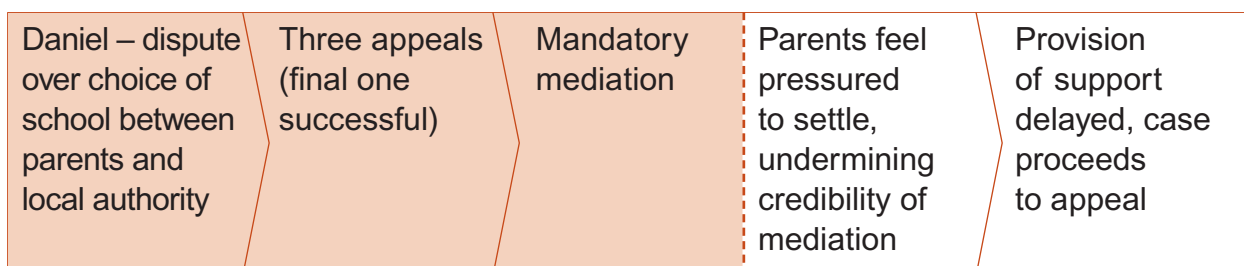 Daniel – dispute
over choice of
school between
parents and
local authority
Three appeals
(final one
successful)
Mandatory
mediation
Parents feel
pressured
to settle,
undermining
credibility of
mediation
Provision
of support
delayed, case
proceeds
to appeal